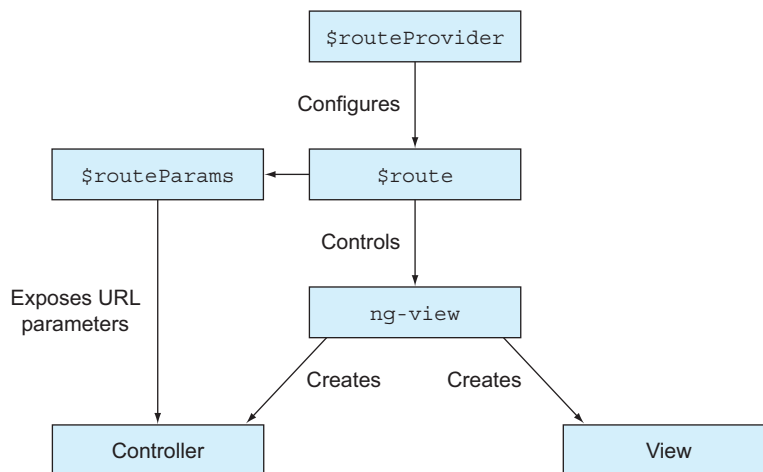 $routeProvider
Configures
$routeParams
$route
Controls
Exposes URL
parameters
ng-view
Creates
Creates
Controller
View